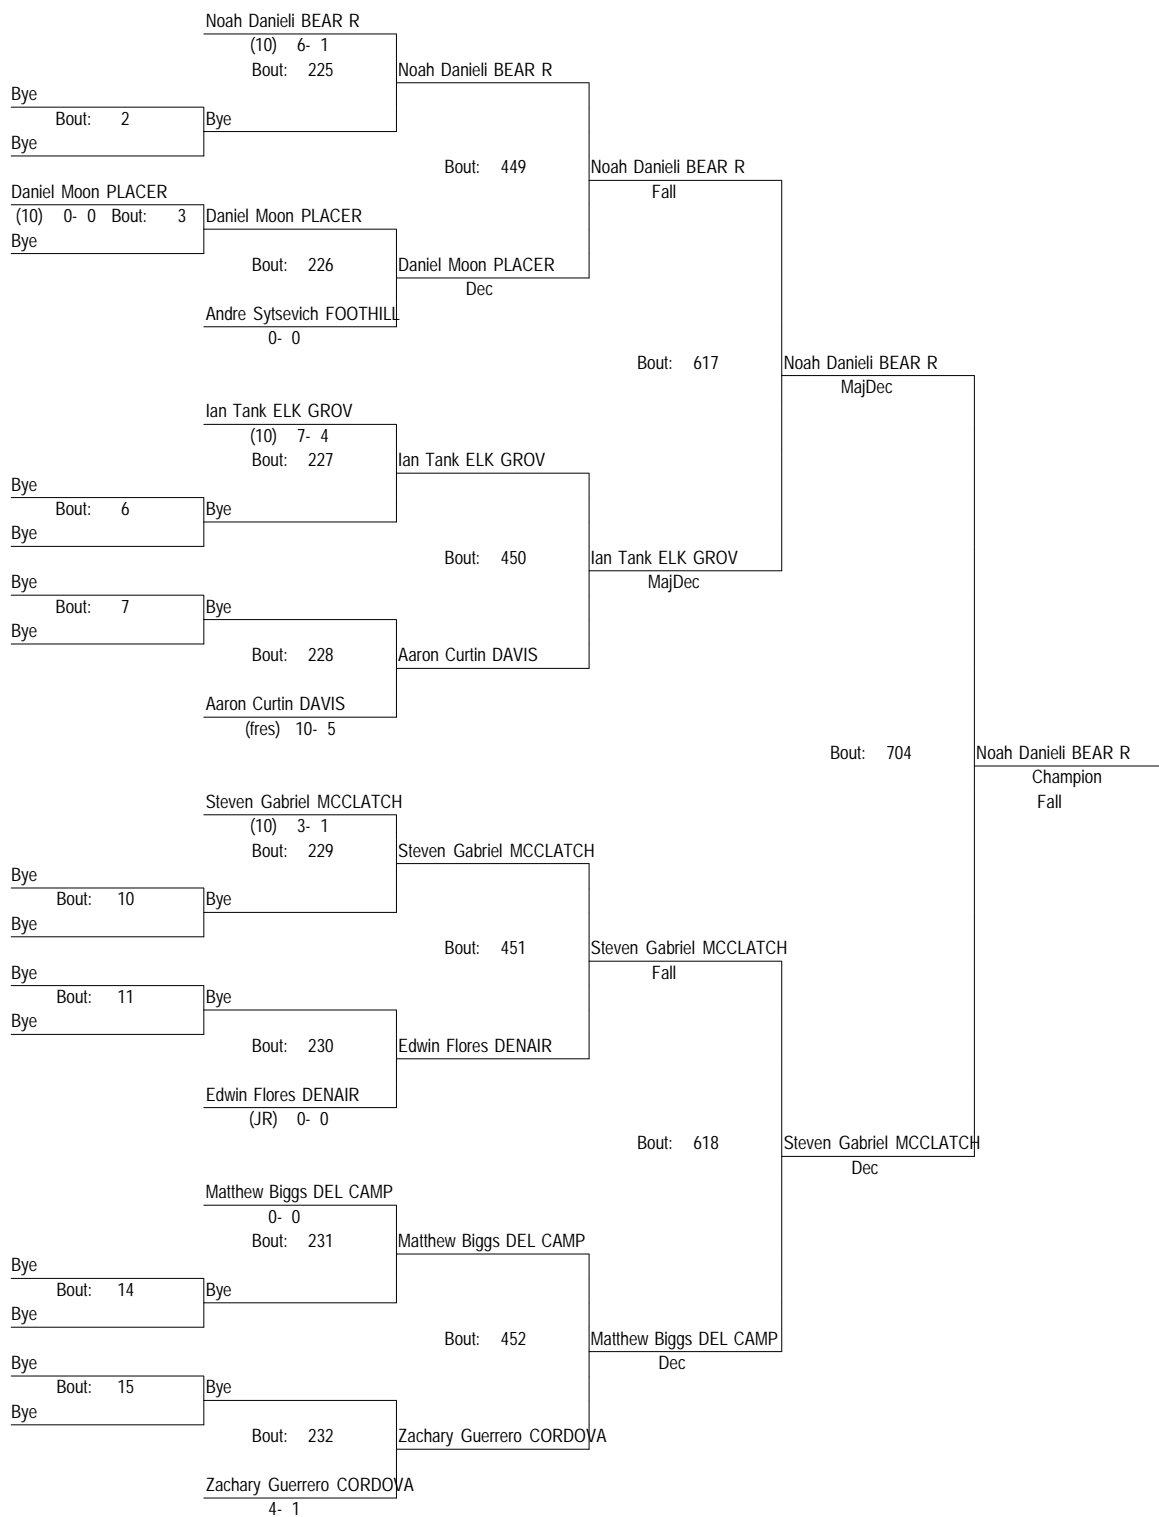 Noah Danieli BEAR R
(10) 6- 1
Bout: 225
Noah Danieli BEAR R
Bye
Bout: 2
Bye
Bye
Bout: 449
Noah Danieli BEAR R
Fall
Daniel Moon PLACER
(10) 0- 0 Bout: 3
Daniel Moon PLACER
Bye
Bout: 226
Daniel Moon PLACER
Dec
Andre Sytsevich FOOTHILL
0- 0
Bout: 617
Noah Danieli BEAR R
MajDec
Ian Tank ELK GROV
(10) 7- 4
Bout: 227
Ian Tank ELK GROV
Bye
Bout: 6
Bye
Bye
Bout: 450
Ian Tank ELK GROV
MajDec
Bye
Bout: 7
Bye
Bye
Bout: 228
Aaron Curtin DAVIS
Aaron Curtin DAVIS
(fres) 10- 5
Bout: 704
Noah Danieli BEAR R
Champion
Fall
Steven Gabriel MCCLATCH
(10) 3- 1
Bout: 229
Steven Gabriel MCCLATCH
Bye
Bout: 10
Bye
Bye
Bout: 451
Steven Gabriel MCCLATCH
Fall
Bye
Bout: 11
Bye
Bye
Bout: 230
Edwin Flores DENAIR
Edwin Flores DENAIR
(JR) 0- 0
Bout: 618
Steven Gabriel MCCLATCH
Dec
Matthew Biggs DEL CAMP
0- 0
Bout: 231
Matthew Biggs DEL CAMP
Bye
Bout: 14
Bye
Bye
Bout: 452
Matthew Biggs DEL CAMP
Dec
Bye
Bout: 15
Bye
Bye
Bout: 232
Zachary Guerrero CORDOVA
Zachary Guerrero CORDOVA
4- 1